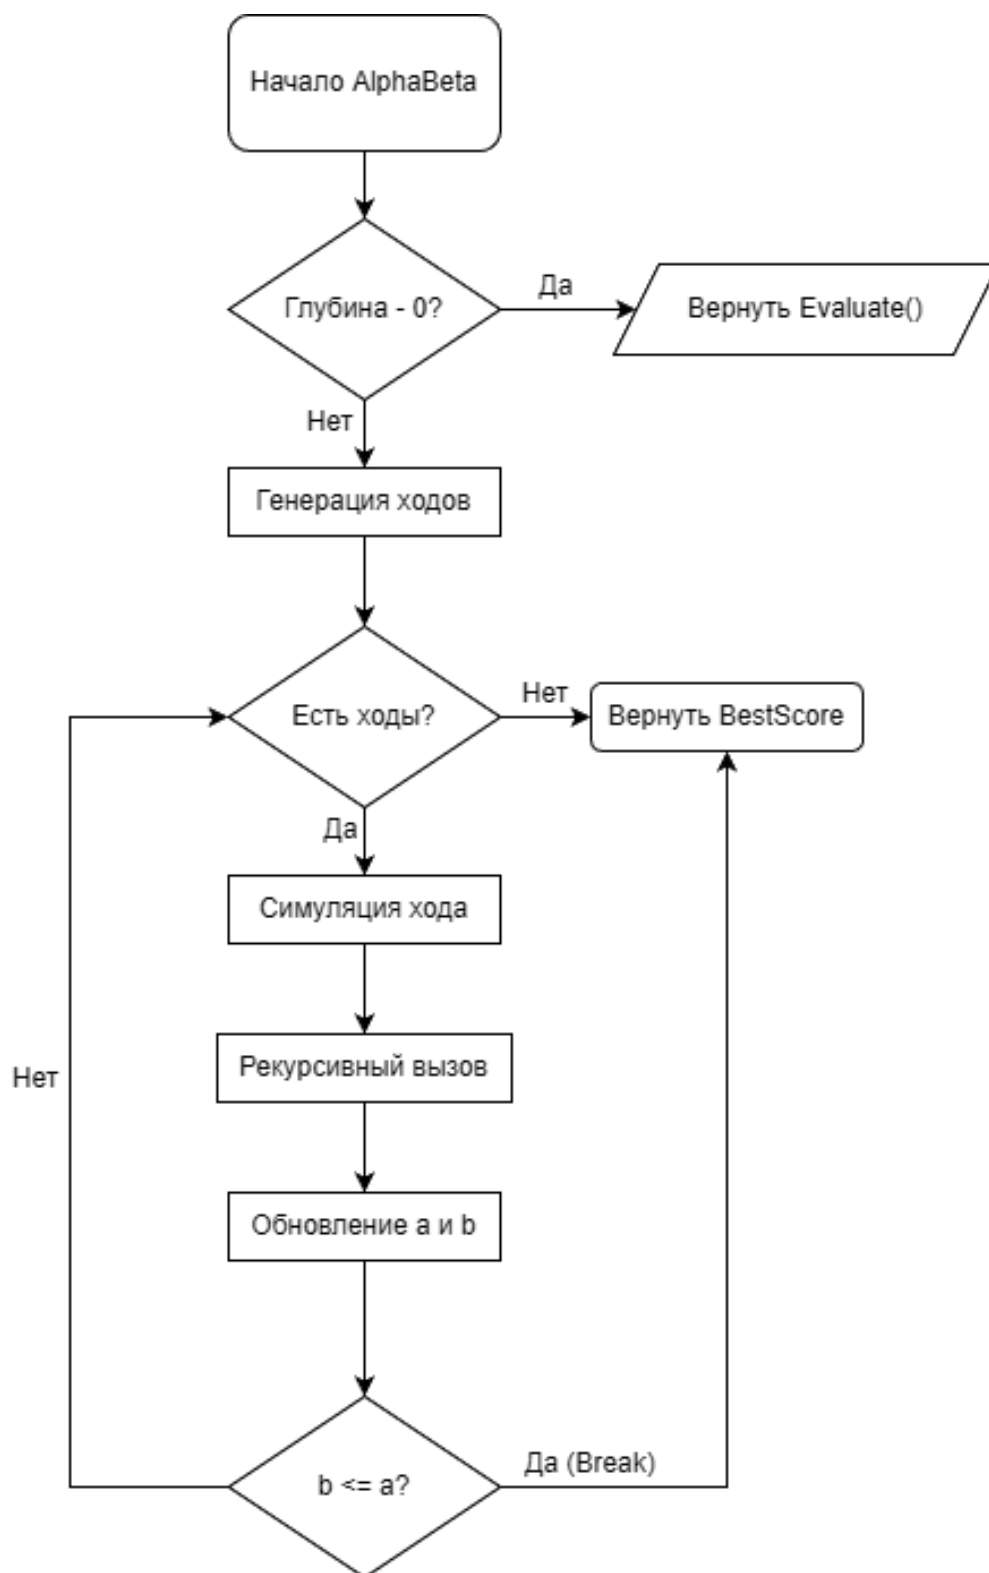 Начало AlphaBeta
Глубина - 0?
Да
Вернуть Evaluate()
Нет
Генерация ходов
Есть ходы?
Нет
Вернуть BestScore
Да
Симуляция хода
Рекурсивный вызов
Нет
Обновление a и b
b <= a?
Да (Break)